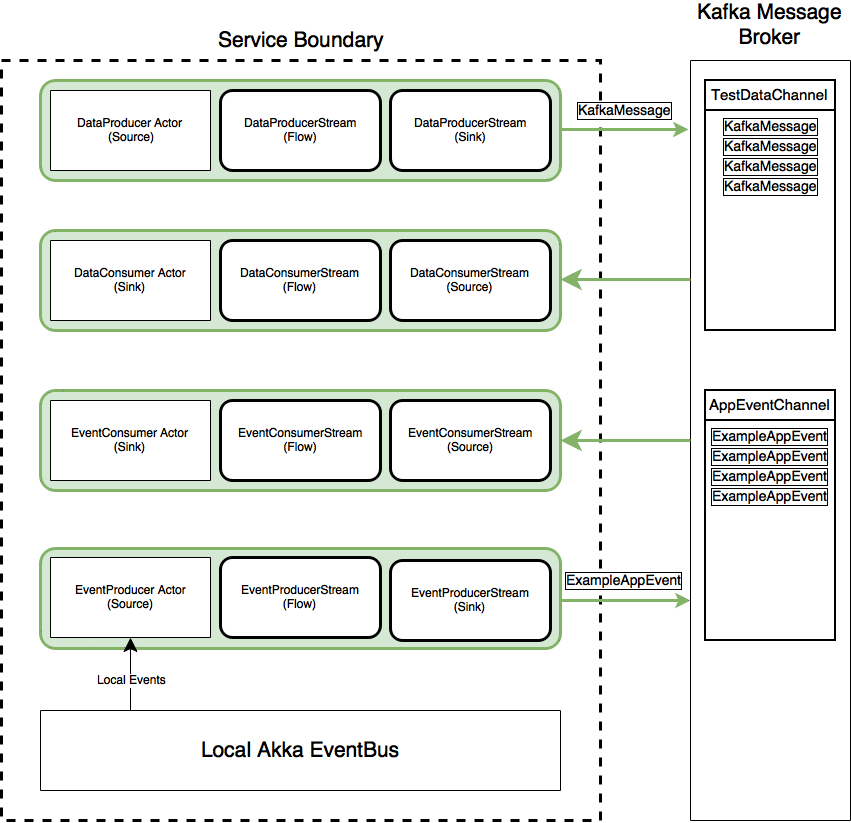 Kafka Message
Broker
Service Boundary
DataProducer Actor
(Source)
DataProducerStream
(Flow)
DataProducerStream
(Sink)
KafkaMessage
TestDataChannel
KafkaMessage
KafkaMessage
KafkaMessage
KafkaMessage
DataConsumer Actor
(Sink)
DataConsumerStream
(Flow)
DataConsumerStream
(Source)
EventConsumer Actor
(Sink)
EventConsumerStream
(Flow)
EventConsumerStream
(Source)
AppEventChannel
ExampleAppEvent
ExampleAppEvent
ExampleAppEvent
ExampleAppEvent
EventProducer Actor
(Source)
EventProducerStream
(Flow)
EventProducerStream
(Sink)
ExampleAppEvent
Local Events
Local Akka EventBus